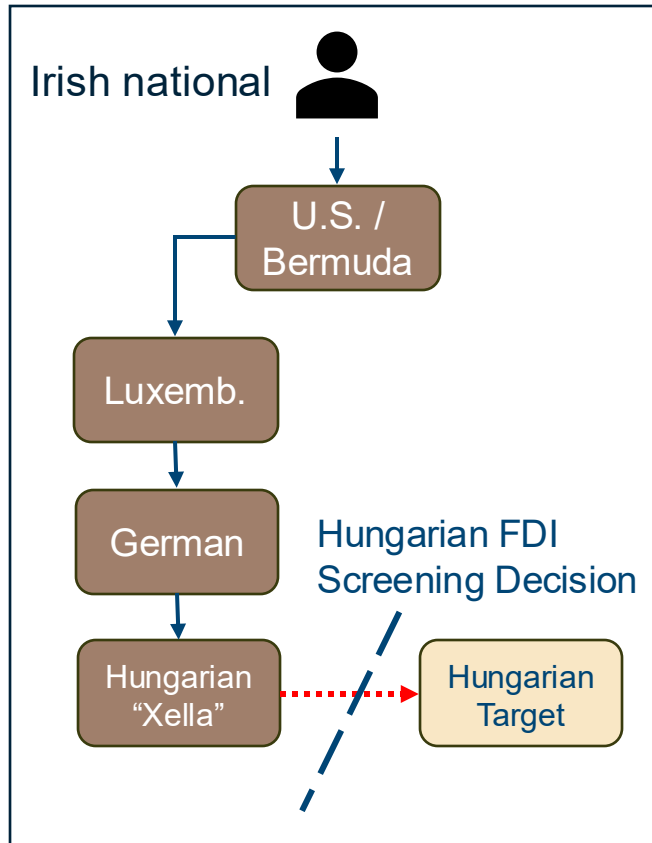 Irish national
U.S. /
Bermuda
Luxemb.
German
Hungarian FDI
Screening Decision
Hungarian
“Xella”
Hungarian
Target